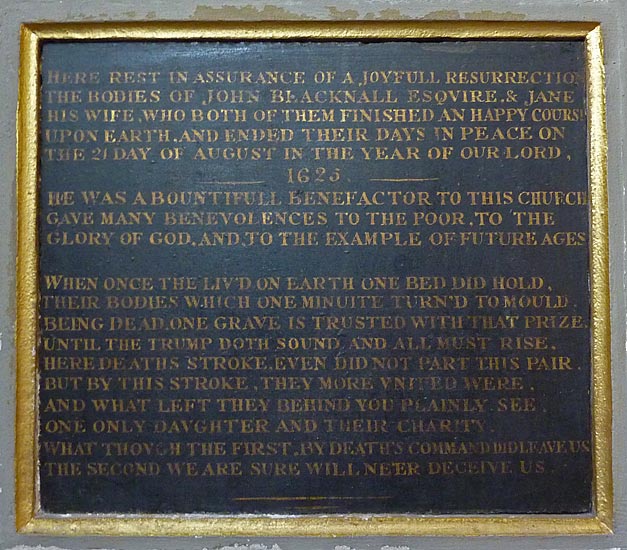 HERE REST IN ASSURANCE OF A JOYFULL RESURRECTION
THE BODIES OF JOHN BLACKNALL ESQVIRE, & JANE
HIS WIFE, WHO BOTH OF THEM FINISHED AN HAPPY COURSE
UPON EARTH, AND ENDED THEIR DAYS IN PEACE ON
THE 21 DAY OF AUGUST IN THE YEAR OF OUR LORD,
1625
HE WAS A BOUNTIFULL BENEFACTOR TO THIS CHURCH
GAVE MANY BENEVOLENCES TO THE POOR, TO THE
GLORY OF GOD, AND, TO THE EXAMPLE OF FUTURE AGES
WHEN ONCE THE LIV'D ON EARTH ONE BED DID HOLD,
THEIR BODIES WHICH ONE MINUITE TURN'D TO MOULD.
BEING DEAD, ONE GRAVE IS TRUSTED WITH THAT PRIZE,
UNTIL THE TRUMP DOTH SOUND AND ALL MUST RISE,
HERE DEATHS STROKE, EVEN DID NOT PART THIS PAIR.
BUT BY THIS STROKE, THEY MORE VNITED WERE,
AND WHAT LEFT THEY BEHIND YOU PLAINLY SEE,
ONE ONLY DAVGHTER AND THEIR CHARITY.
WHAT THOVGH THE FIRST, BY DEATH'S COMMAND DID LEAVE US
THE SECOND WE ARE SURE WILL NE'ER DECEIVE US.